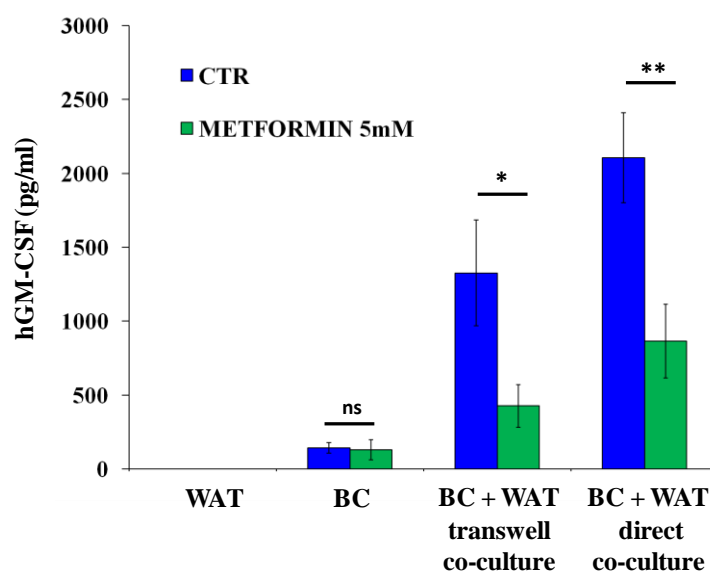 3000
2500
2000
1500
1000
500
0
hGM-CSF (pg/ml)
CTR
METFORMIN 5mM
ns
*
**
WAT
BC
BC + WAT
transwell
co-culture
BC + WAT
direct
co-culture